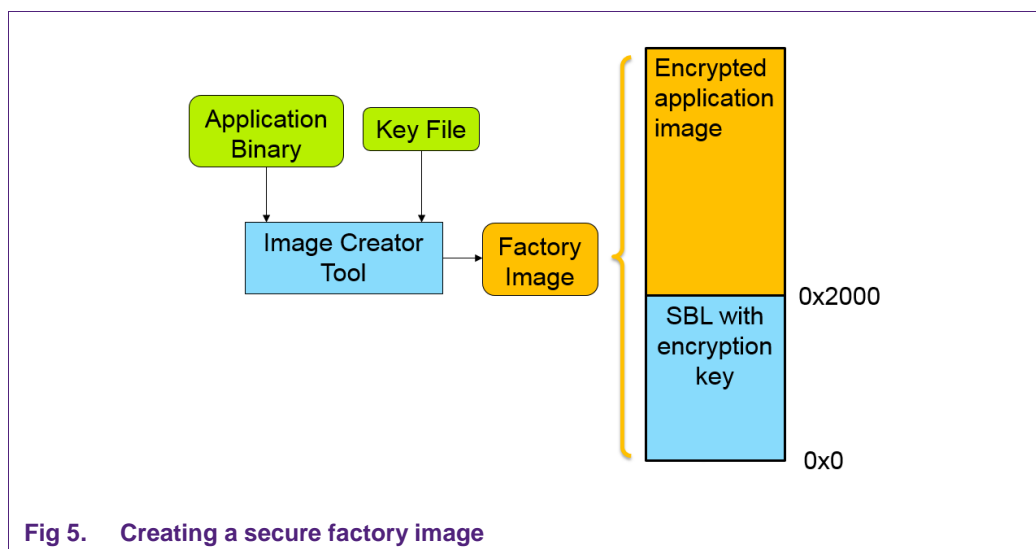 Application
Binary
Key File
Image Creator
Tool
Factory
Image
Encrypted
application
image
0x2000
SBL with
encryption
key
0x0
Fig 5. Creating a secure factory image